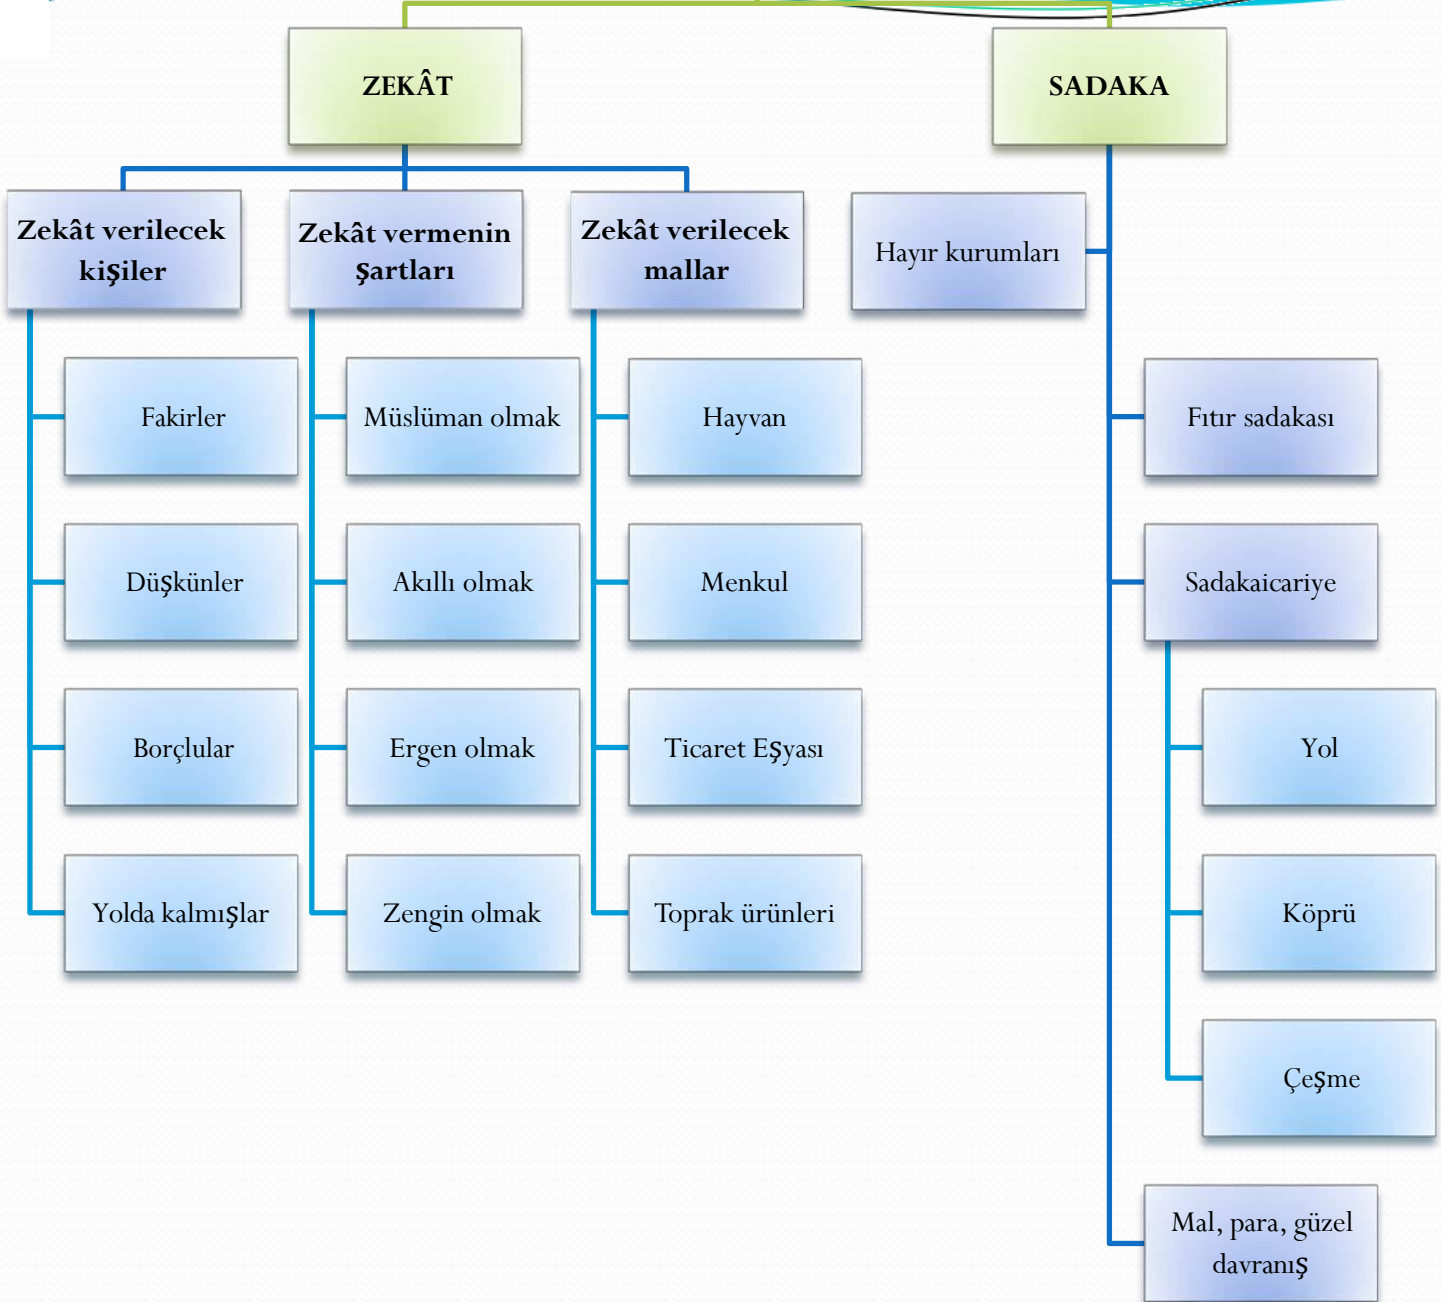 ZEKÂT
SADAKA
Zekât verilecek
kişiler
Zekât vermenin
şartları
Zekât verilecek
mallar
Hayır kurumları
Fakirler
Müslüman olmak
Hayvan
Fıtır sadakası
Düşkünler
Akıllı olmak
Menkul
Sadakaicariye
Borçlular
Ergen olmak
Ticaret Eşyası
Yol
Yolda kalmışlar
Zengin olmak
Toprak ürünleri
Köprü
Çeşme
Mal, para, güzel
davranış